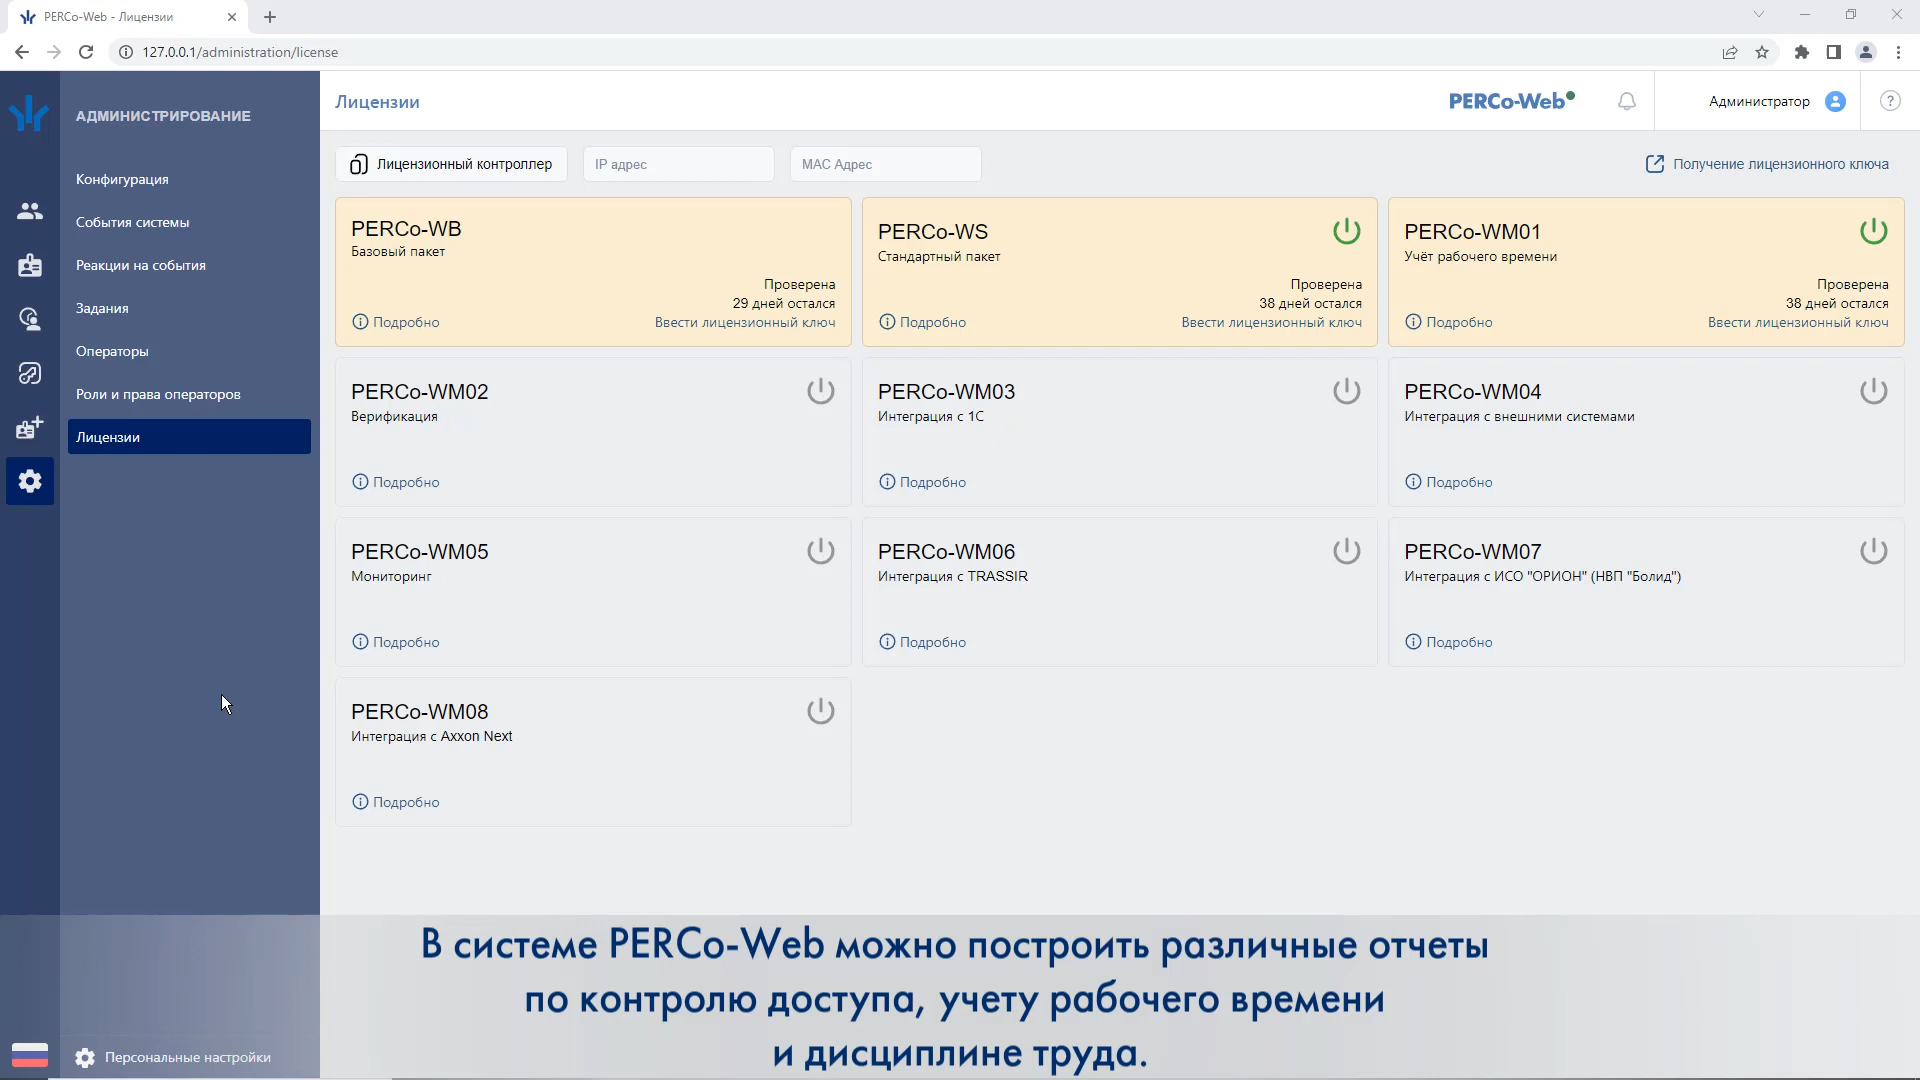 PERCo-Web - Лицензии
127.0.0.1/administration/license
АДМИНИСТРИРОВАНИЕ
Конфигурация
События системы
Реакции на события
Задания
Операторы
Роли и права операторов
Лицензии
Персональные настройки
Лицензии
PERCo-Web
Администратор
?
Лицензионный контроллер
IP адрес
MAC Адрес
Получение лицензионного ключа
PERCo-WB
Базовый пакет
Проверена
29 дней остался
Подробно
Ввести лицензионный ключ
PERCo-WS
Стандартный пакет
Проверена
38 дней остался
Подробно
Ввести лицензионный ключ
PERCo-WM01
Учёт рабочего времени
Проверена
38 дней остался
Подробно
Ввести лицензионный ключ
PERCo-WM02
Верификация
Подробно
PERCo-WM03
Интеграция с 1С
Подробно
PERCo-WM04
Интеграция с внешними системами
Подробно
PERCo-WM05
Мониторинг
Подробно
PERCo-WM06
Интеграция с TRASSIR
Подробно
PERCo-WM07
Интеграция с ИСО "ОРИОН" (НВП "Болид")
Подробно
PERCo-WM08
Интеграция с Axxon Next
Подробно
В системе PERCo-Web можно построить различные отчеты
по контролю доступа, учету рабочего времени
и дисциплине труда.